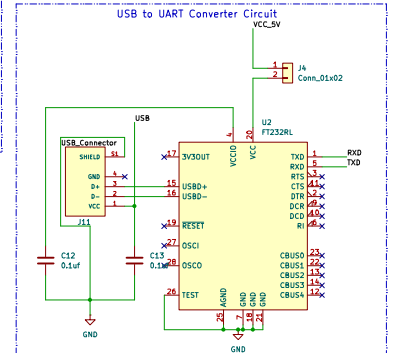 USB to UART Converter Circuit
VCC_5V
J4
Conn_01x02
1
2
USB
U2
FT232RL
4
20
VCCIO
VCC
USB_Connector
SHIELD S1
GND 4
D+ 3
D- 2
VCC 1
J11
17 3V3OUT
15 USBD+
16 USBD-
19 RESET
27 OSCI
28 OSCO
26 TEST
TXD 1 RXD
RXD 5 TXD
RTS 3
CTS 11
DTR 2
DCR 9
DCD 10
RI 6
CBUS0 23
CBUS1 22
CBUS2 13
CBUS3 14
CBUS4 12
AGND
GND
GND
GND
25
7
18
21
C12
0.1uf
C13
0.1uf
GND
GND